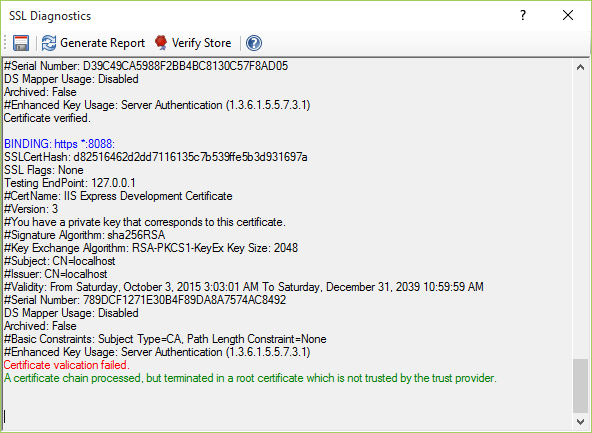 SSL Diagnostics
Generate Report Verify Store
#Serial Number: D39C49CA5988F2BB4BC8130C57F8AD05
DS Mapper Usage: Disabled
Archived: False
#Enhanced Key Usage: Server Authentication (1.3.6.1.5.5.7.3.1)
Certificate verified.
BINDING: https *:8088:
SSLCertHash: d82516462d2dd7116135c7b539ffe5b3d931697a
SSL Flags: None
Testing EndPoint: 127.0.0.1
#CertName: IIS Express Development Certificate
#Version: 3
#You have a private key that corresponds to this certificate.
#Signature Algorithm: sha256RSA
#Key Exchange Algorithm: RSA-PKCS1-KeyEx Key Size: 2048
#Subject: CN=localhost
#Issuer: CN=localhost
#Validity: From Saturday, October 3, 2015 3:03:01 AM To Saturday, December 31, 2039 10:59:59 AM
#Serial Number: 789DCF1271E30B4F89DA8A7574AC8492
DS Mapper Usage: Disabled
Archived: False
#Basic Constraints: Subject Type=CA, Path Length Constraint=None
#Enhanced Key Usage: Server Authentication (1.3.6.1.5.5.7.3.1)
Certificate valication failed.
A certificate chain processed, but terminated in a root certificate which is not trusted by the trust provider.